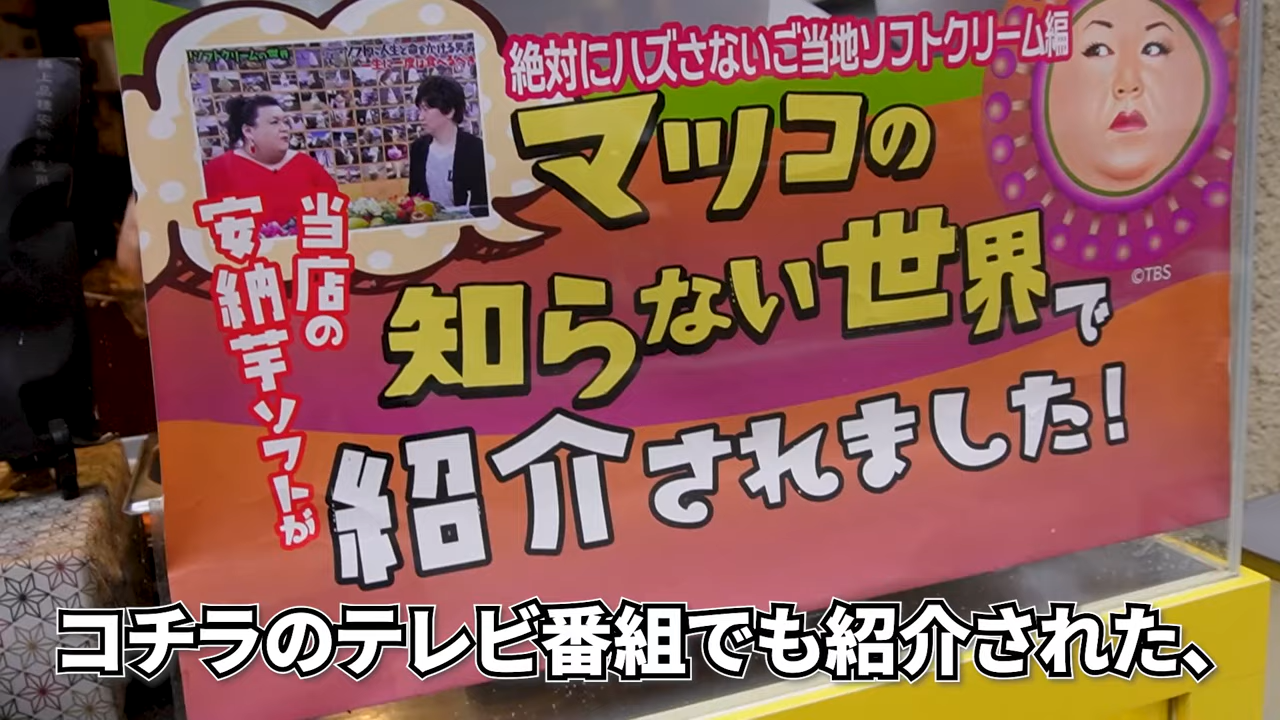 絶対にハズさないご当地ソフトクリーム編
マツコの
知らない世界で
紹介されました!
当店の
安納芋ソフトが
©TBS
コチラのテレビ番組でも紹介された、